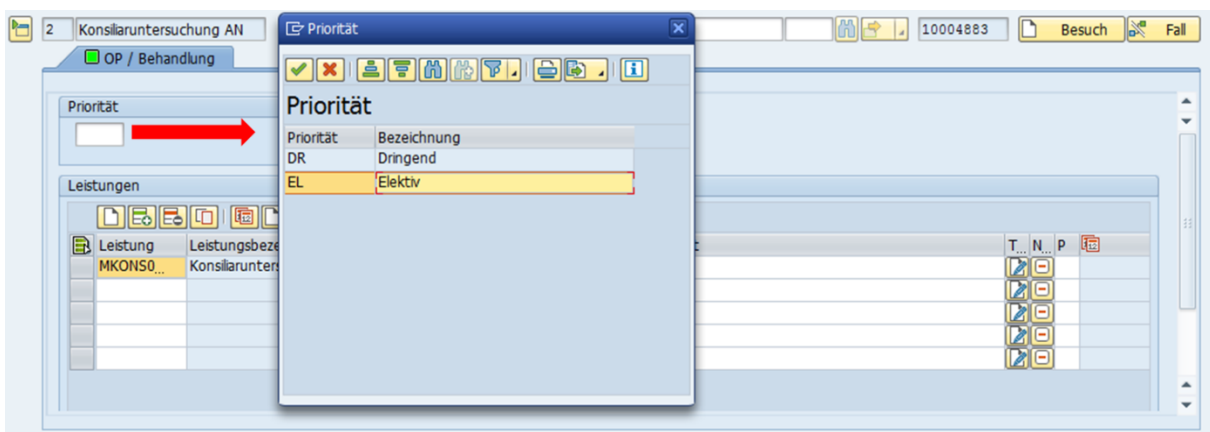 2 Konsiliaruntersuchung AN
10004883 Besuch Fall
OP / Behandlung
Priorität
Leistungen
Leistung Leistungsbeze T... N... P
MKONS0... Konsiliarunters
Priorität
Priorität
Priorität Bezeichnung
DR Dringend
EL Elektiv